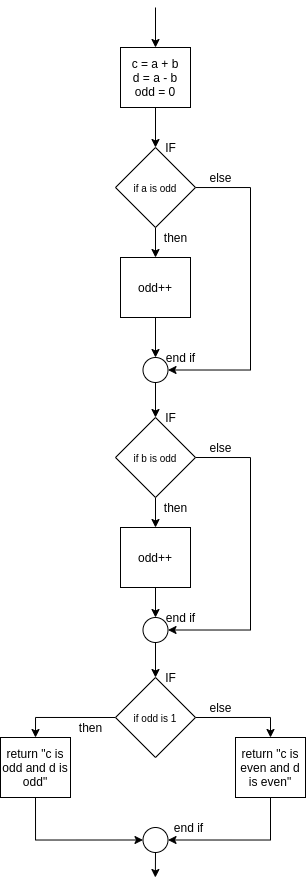 c = a + b
d = a - b
odd = 0
IF
if a is odd
else
then
odd++
end if
IF
if b is odd
else
then
odd++
end if
IF
if odd is 1
else
then
return "c is
odd and d is
odd"
return "c is
even and d
is even"
end if